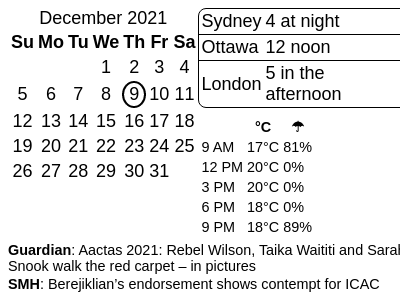 December 2021
Su Mo Tu We Th Fr Sa
1 2 3 4
5 6 7 8 9 10 11
12 13 14 15 16 17 18
19 20 21 22 23 24 25
26 27 28 29 30 31
Sydney 4 at night
Ottawa 12 noon
London 5 in the
afternoon
°C ☂
9 AM 17°C 81%
12 PM 20°C 0%
3 PM 20°C 0%
6 PM 18°C 0%
9 PM 18°C 89%
Guardian: Aactas 2021: Rebel Wilson, Taika Waititi and Sarah
Snook walk the red carpet – in pictures
SMH: Berejiklian’s endorsement shows contempt for ICAC